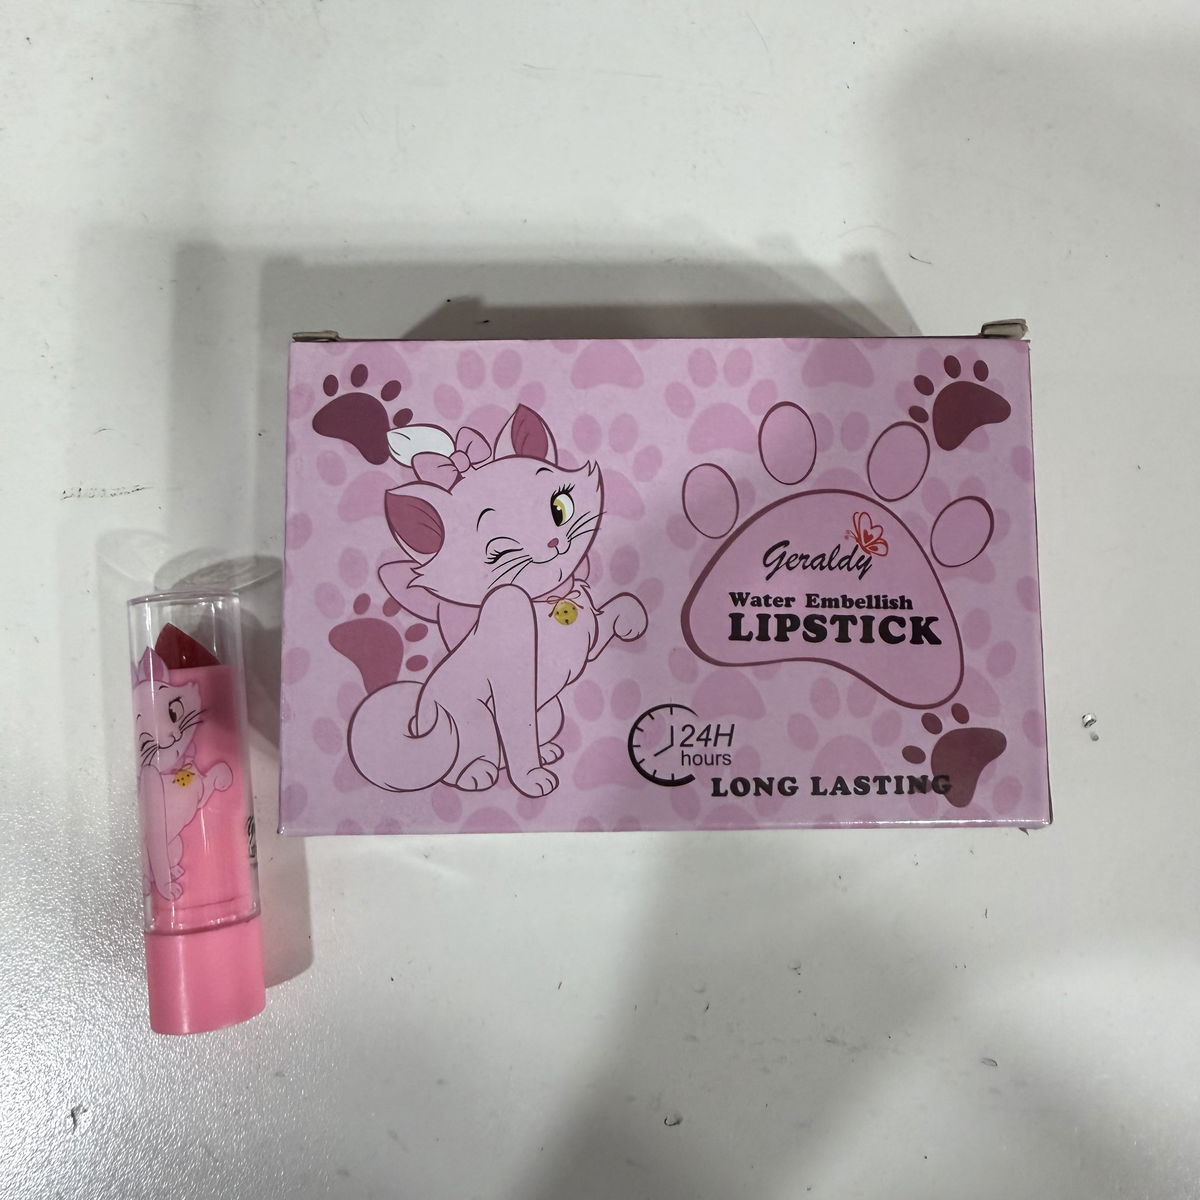 Geraldy
Water Embellish
LIPSTICK
24H
hours
LONG LASTING